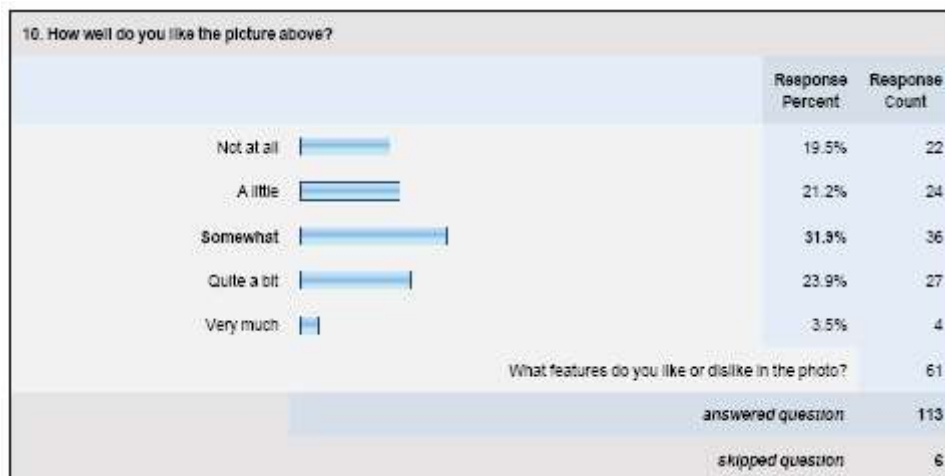 10. How well do you like the picture above?
Response Percent
Response Count
Not at all 19.5% 22
A little 21.2% 24
Somewhat 31.9% 36
Quite a bit 23.9% 27
Very much 3.5% 4
What features do you like or dislike in the photo? 61
answered question 113
skipped question 6